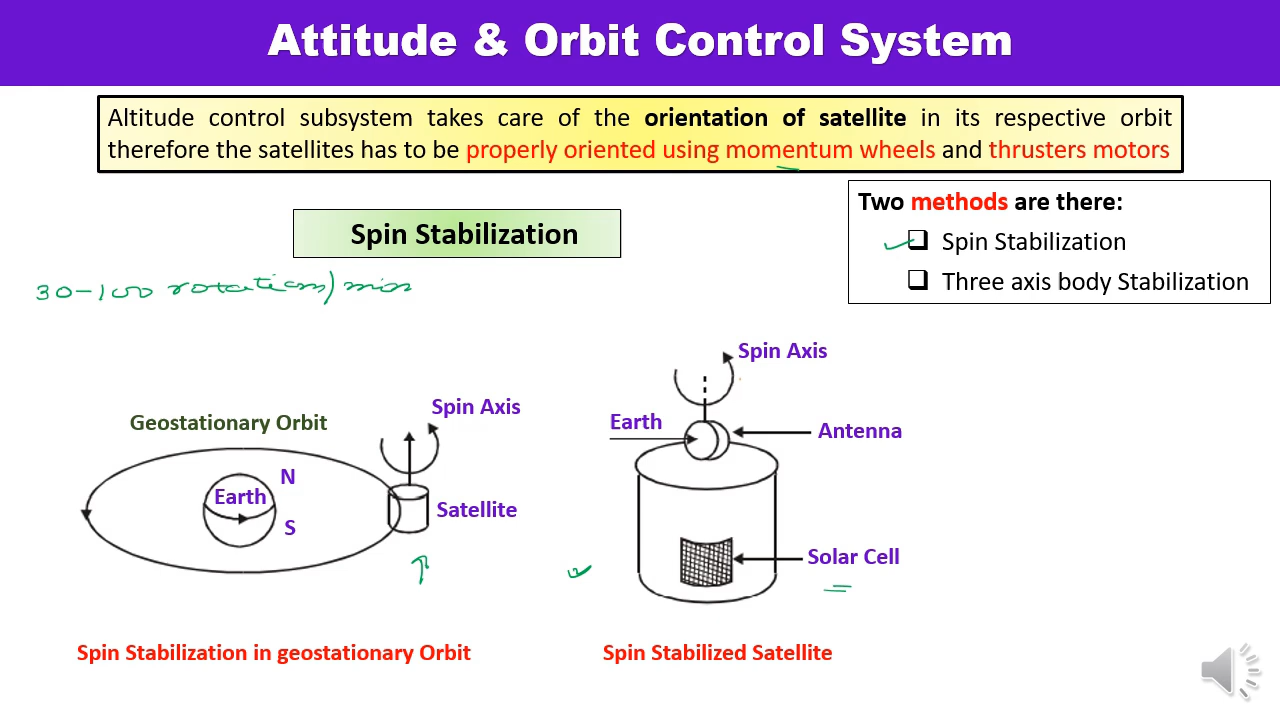 Attitude & Orbit Control System
Altitude control subsystem takes care of the orientation of satellite in its respective orbit
therefore the satellites has to be properly oriented using momentum wheels and thrusters motors
Two methods are there:
Spin Stabilization
Three axis body Stabilization
Spin Stabilization
30-100 rotations/min
Geostationary Orbit
Spin Axis
N
Earth
S
Satellite
Spin Stabilization in geostationary Orbit
Spin Axis
Earth
Antenna
Solar Cell
Spin Stabilized Satellite